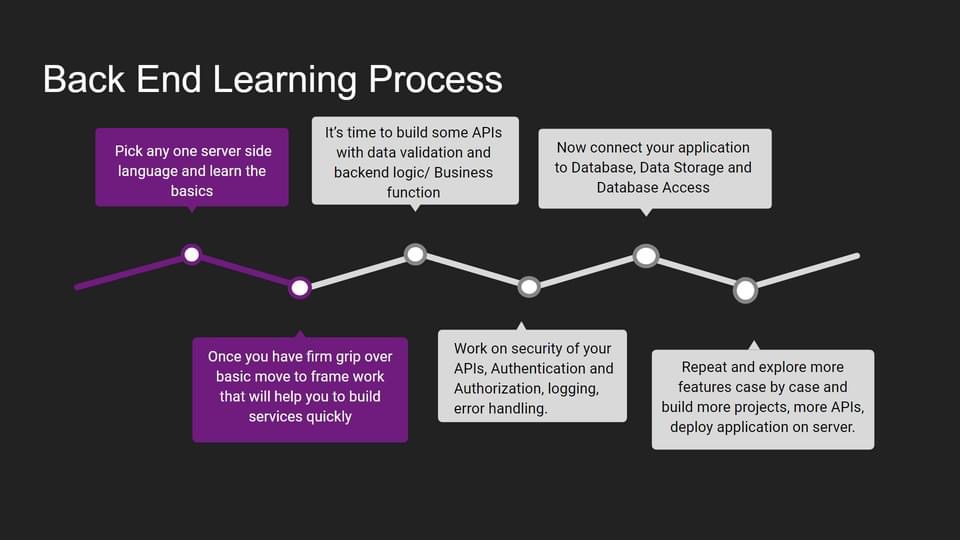 Back End Learning Process
Pick any one server side
language and learn the
basics
Once you have firm grip over
basic move to frame work
that will help you to build
services quickly
It’s time to build some APIs
with data validation and
backend logic/ Business
function
Work on security of your
APIs, Authentication and
Authorization, logging,
error handling.
Now connect your application
to Database, Data Storage and
Database Access
Repeat and explore more
features case by case and
build more projects, more APIs,
deploy application on server.